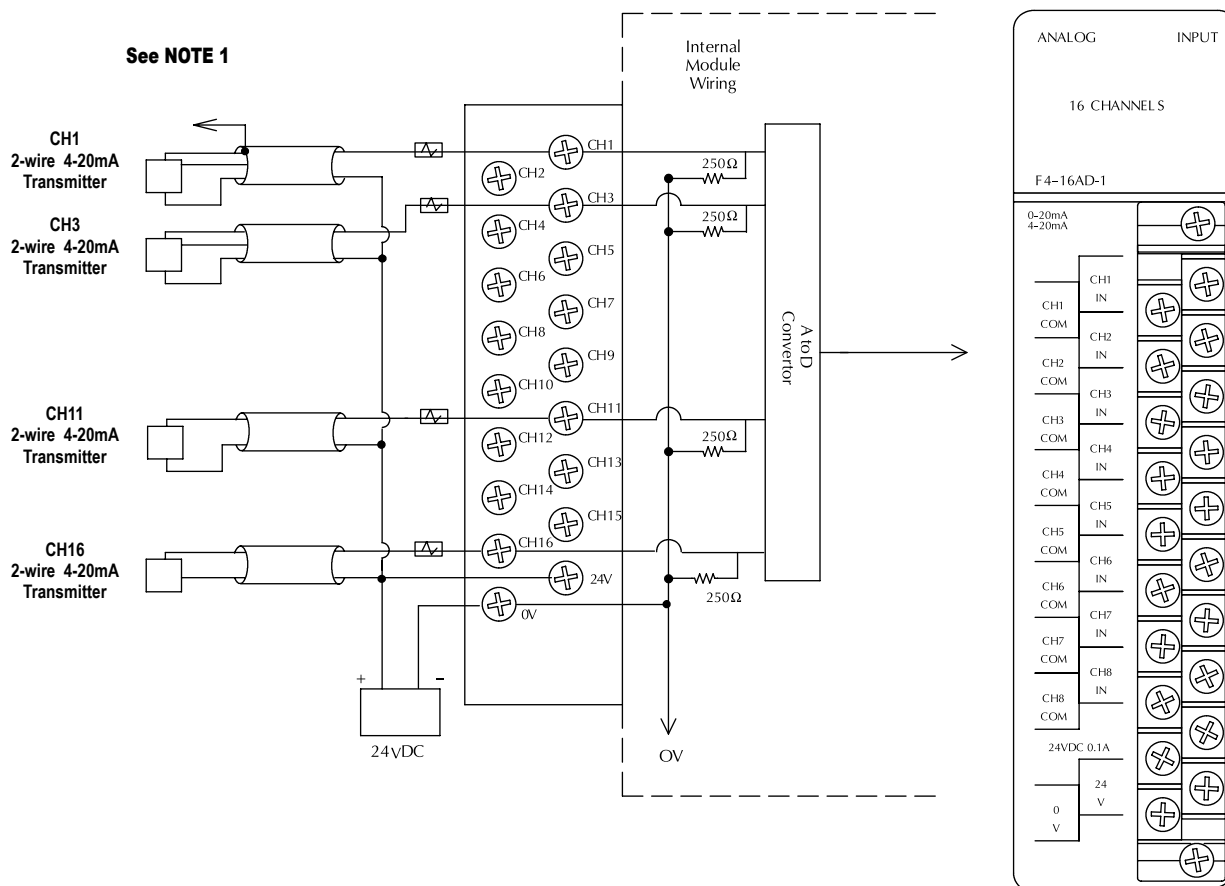 See NOTE 1
CH1
2-wire 4-20mA
Transmitter
CH3
2-wire 4-20mA
Transmitter
CH11
2-wire 4-20mA
Transmitter
CH16
2-wire 4-20mA
Transmitter
+
–
24VDC
CH1
CH2
CH3
CH4
CH5
CH6
CH7
CH8
CH9
CH10
CH11
CH12
CH13
CH14
CH15
CH16
24V
0V
Internal
Module
Wiring
250Ω
250Ω
250Ω
250Ω
OV
A to D
Convertor
ANALOG INPUT
16 CHANNELS
F4-16AD-1
0-20mA
4-20mA
CH1
IN
CH1
COM
CH2
IN
CH2
COM
CH3
IN
CH3
COM
CH4
IN
CH4
COM
CH5
IN
CH5
COM
CH6
IN
CH6
COM
CH7
IN
CH7
COM
CH8
IN
CH8
COM
24VDC 0.1A
24
V
0
V